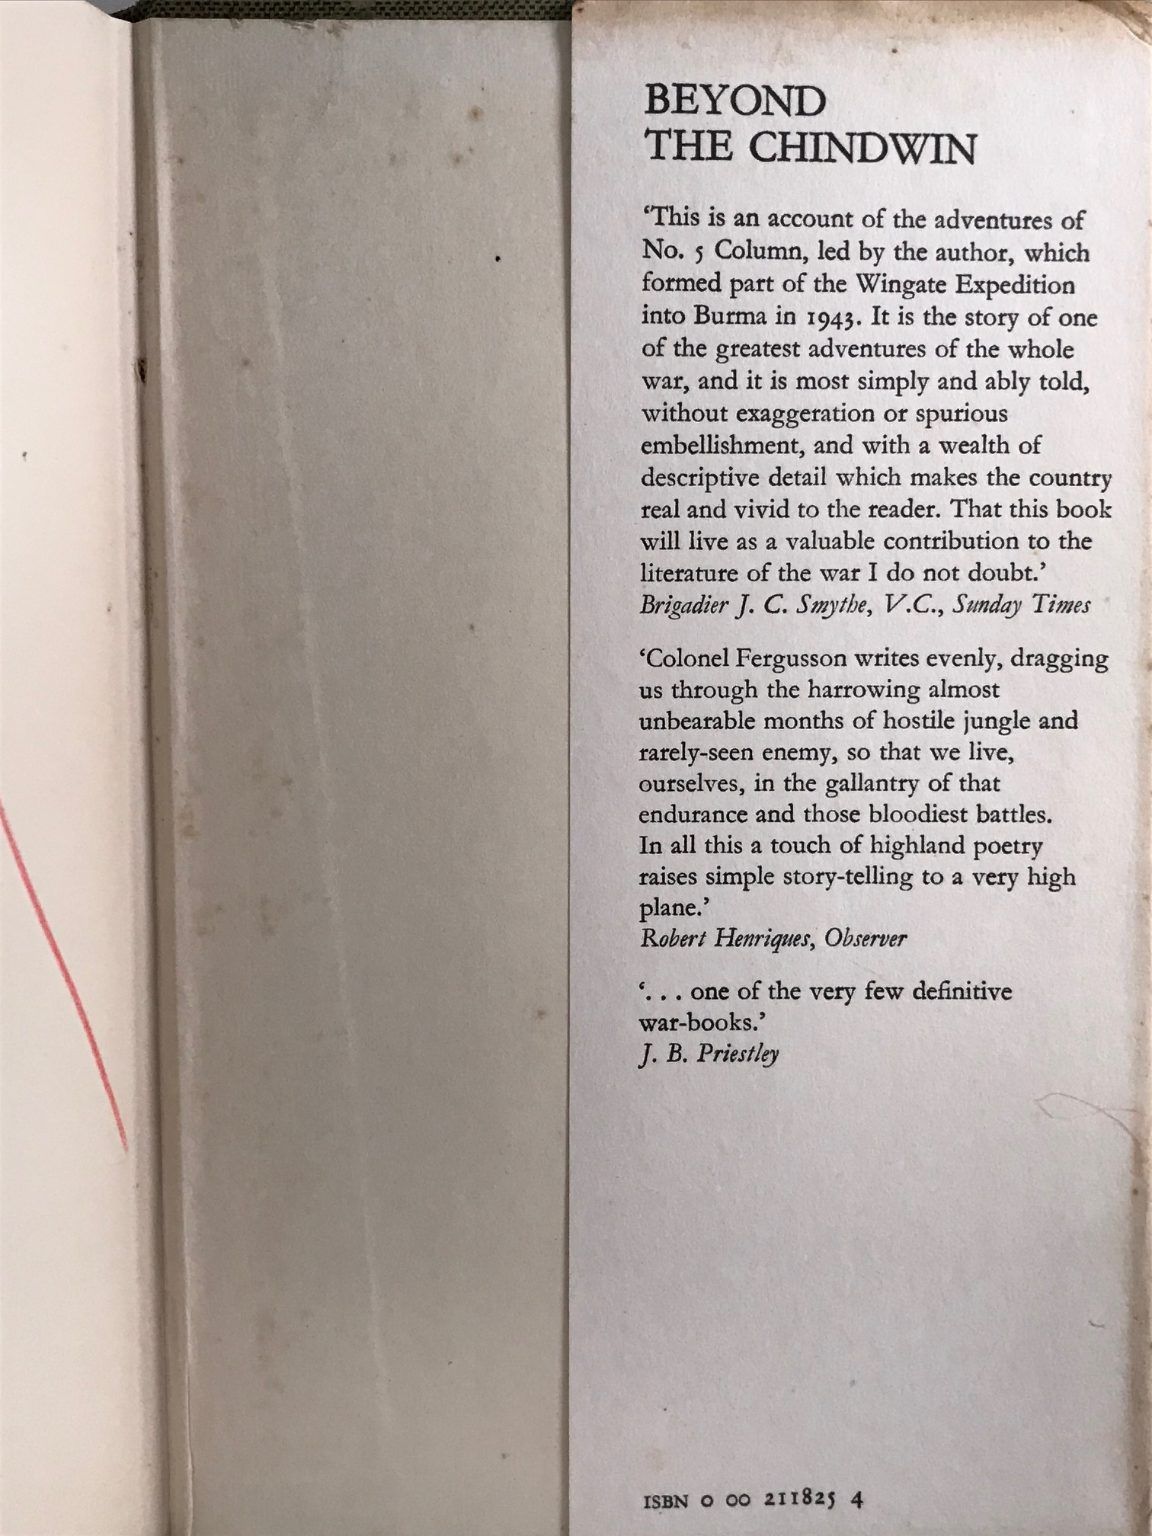 BEYOND
THE CHINDWIN
‘This is an account of the adventures of
No. 5 Column, led by the author, which
formed part of the Wingate Expedition
into Burma in 1943. It is the story of one
of the greatest adventures of the whole
war, and it is most simply and ably told,
without exaggeration or spurious
embellishment, and with a wealth of
descriptive detail which makes the country
real and vivid to the reader. That this book
will live as a valuable contribution to the
literature of the war I do not doubt.’
Brigadier J. C. Smythe, V.C., Sunday Times
‘Colonel Fergusson writes evenly, dragging
us through the harrowing almost
unbearable months of hostile jungle and
rarely-seen enemy, so that we live,
ourselves, in the gallantry of that
endurance and those bloodiest battles.
In all this a touch of highland poetry
raises simple story-telling to a very high
plane.’
Robert Henriques, Observer
‘. . . one of the very few definitive
war-books.’
J. B. Priestley
ISBN 0 00 211825 4